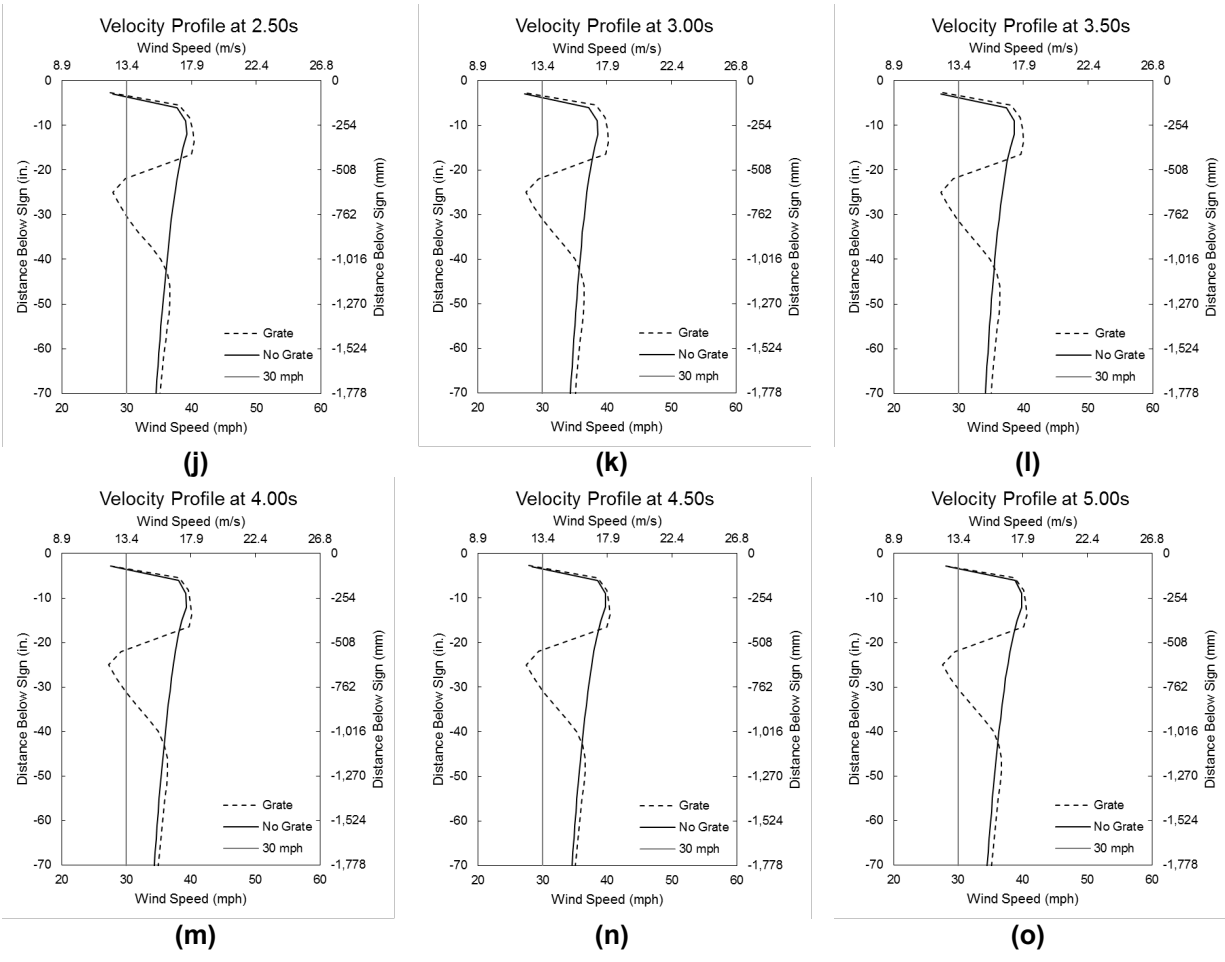 Velocity Profile at 2.50s
Wind Speed (m/s)
8.9 13.4 17.9 22.4 26.8
0 0
-10 -254
-20 -508
-30 -762
-40 -1,016
-50 -1,270
-60 -1,524
-70 -1,778
Distance Below SIgn (in.)
Distance Below SIgn (mm)
Grate
No Grate
30 mph
20 30 40 50 60
Wind Speed (mph)
(j)
Velocity Profile at 3.00s
Wind Speed (m/s)
8.9 13.4 17.9 22.4 26.8
0 0
-10 -254
-20 -508
-30 -762
-40 -1,016
-50 -1,270
-60 -1,524
-70 -1,778
Distance Below SIgn (in.)
Distance Below SIgn (mm)
Grate
No Grate
30 mph
20 30 40 50 60
Wind Speed (mph)
(k)
Velocity Profile at 3.50s
Wind Speed (m/s)
8.9 13.4 17.9 22.4 26.8
0 0
-10 -254
-20 -508
-30 -762
-40 -1,016
-50 -1,270
-60 -1,524
-70 -1,778
Distance Below SIgn (in.)
Distance Below SIgn (mm)
Grate
No Grate
30 mph
20 30 40 50 60
Wind Speed (mph)
(l)
Velocity Profile at 4.00s
Wind Speed (m/s)
8.9 13.4 17.9 22.4 26.8
0 0
-10 -254
-20 -508
-30 -762
-40 -1,016
-50 -1,270
-60 -1,524
-70 -1,778
Distance Below SIgn (in.)
Distance Below SIgn (mm)
Grate
No Grate
30 mph
20 30 40 50 60
Wind Speed (mph)
(m)
Velocity Profile at 4.50s
Wind Speed (m/s)
8.9 13.4 17.9 22.4 26.8
0 0
-10 -254
-20 -508
-30 -762
-40 -1,016
-50 -1,270
-60 -1,524
-70 -1,778
Distance Below SIgn (in.)
Distance Below SIgn (mm)
Grate
No Grate
30 mph
20 30 40 50 60
Wind Speed (mph)
(n)
Velocity Profile at 5.00s
Wind Speed (m/s)
8.9 13.4 17.9 22.4 26.8
0 0
-10 -254
-20 -508
-30 -762
-40 -1,016
-50 -1,270
-60 -1,524
-70 -1,778
Distance Below SIgn (in.)
Distance Below SIgn (mm)
Grate
No Grate
30 mph
20 30 40 50 60
Wind Speed (mph)
(o)